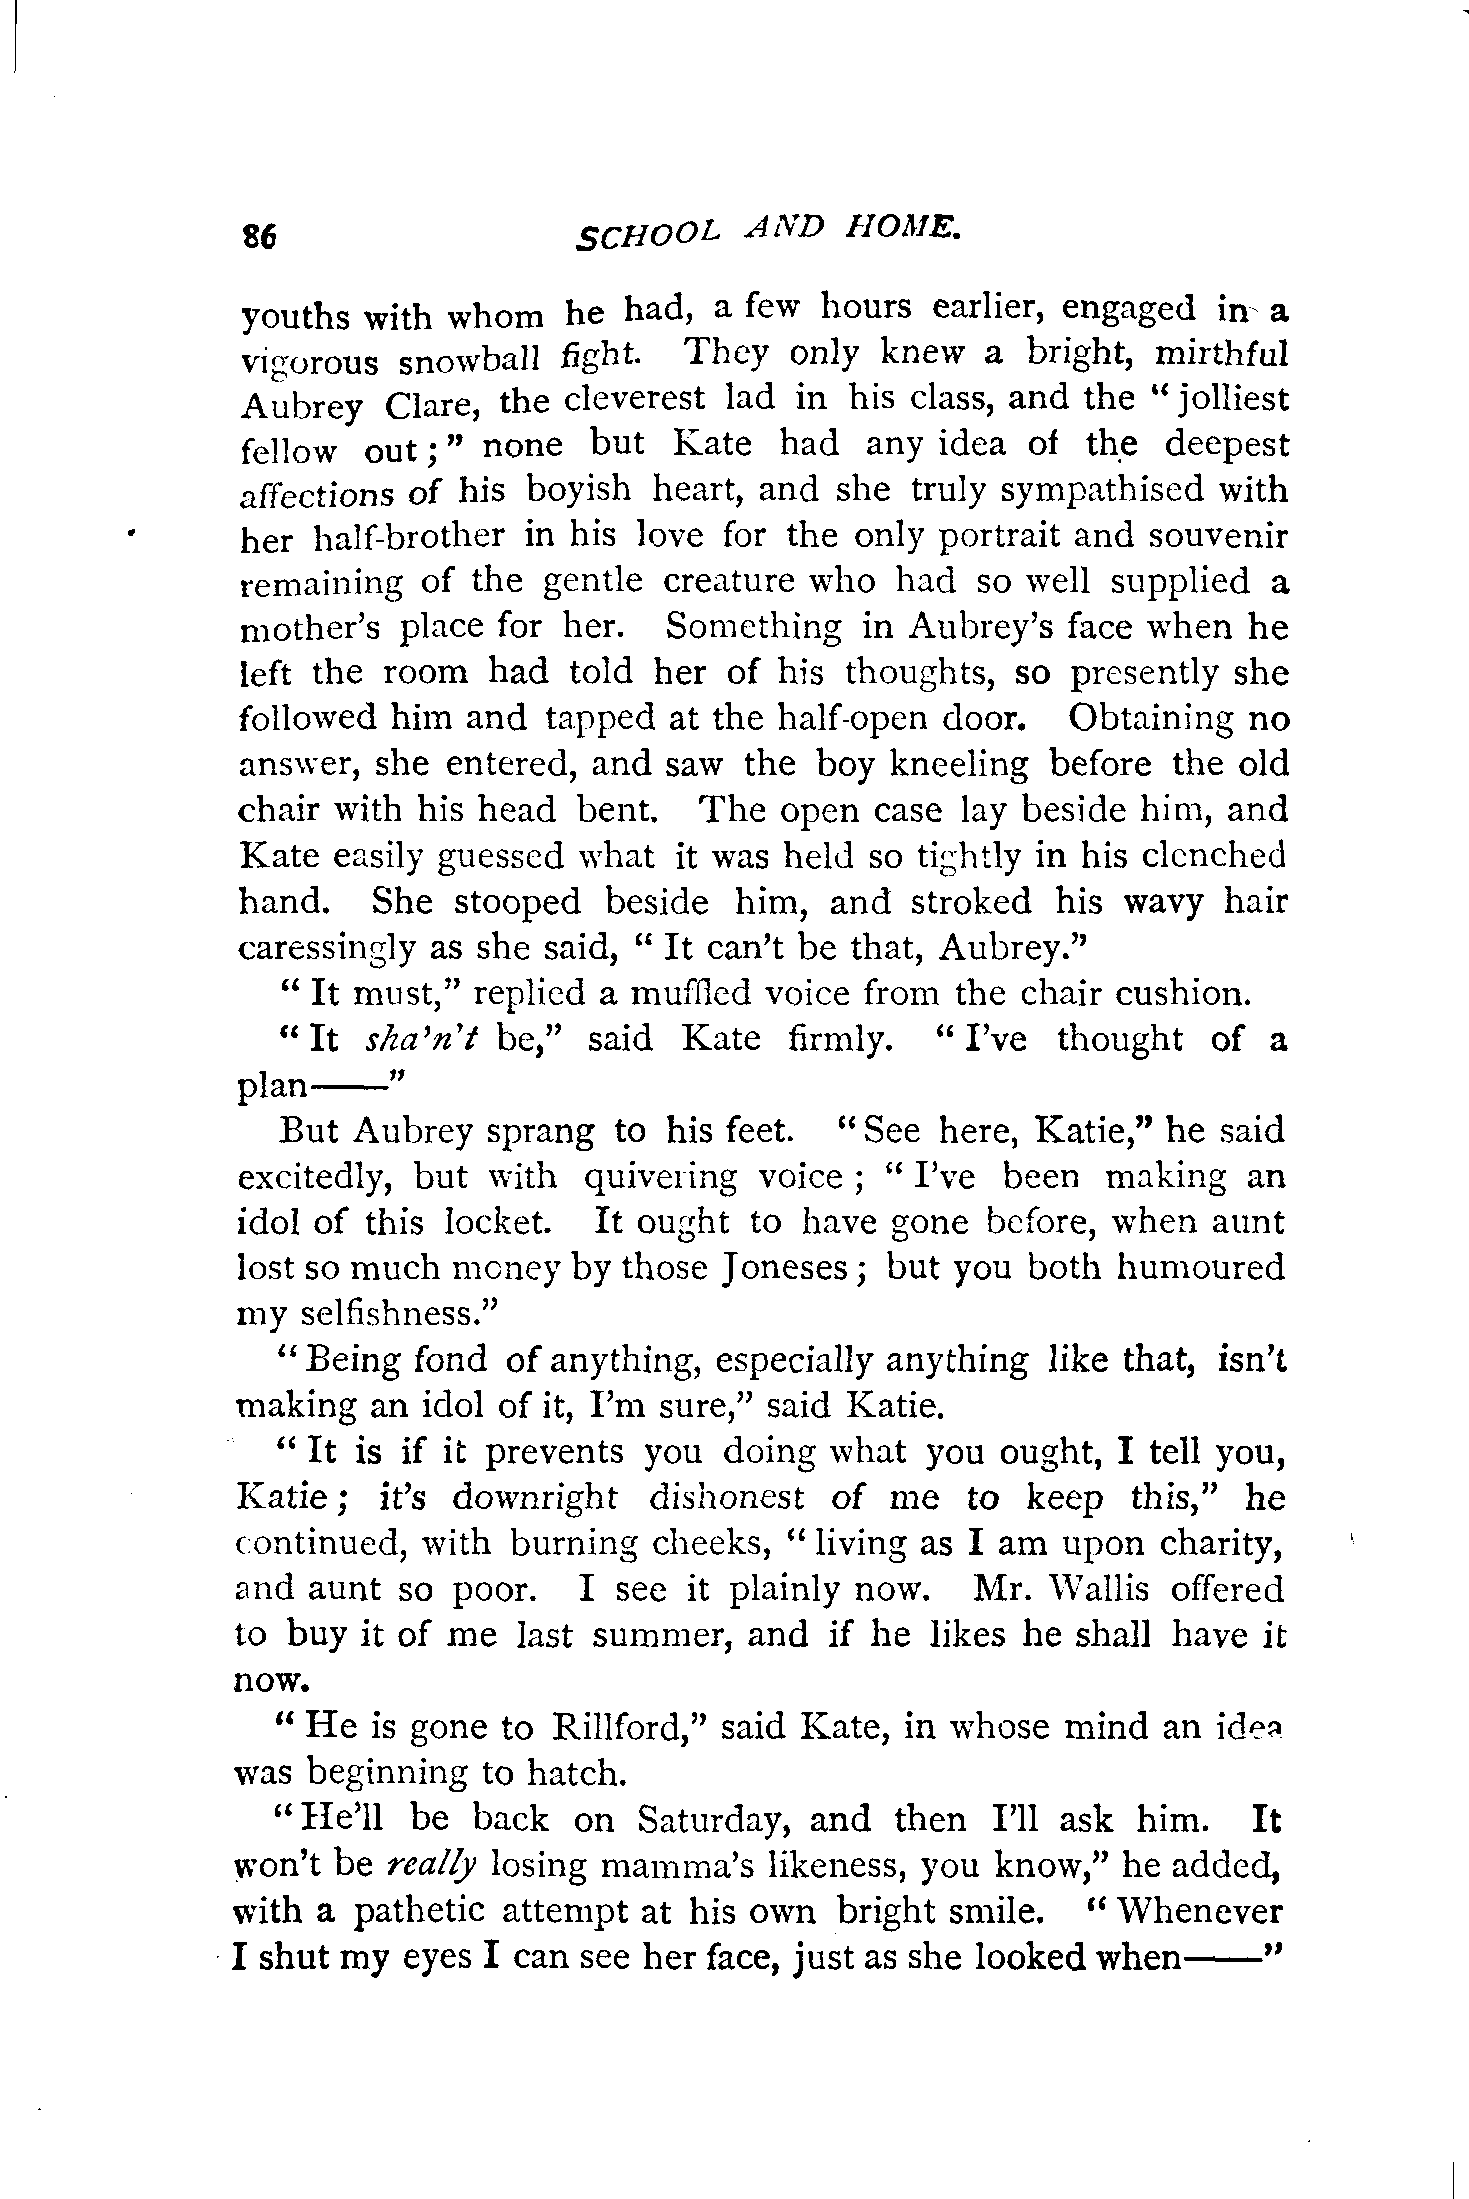 86 SCHOOL AND HOME.
youths with whom he had, a few hours earlier, engaged in a
vigorous snowball fight. They only knew a bright, mirthful
Aubrey Clare, the cleverest lad in his class, and the “ jolliest
fellow out ; ” none but Kate had any idea of the deepest
affections of his boyish heart, and she truly sympathised with
her half-brother in his love for the only portrait and souvenir
remaining of the gentle creature who had so well supplied a
mother’s place for her. Something in Aubrey’s face when he
left the room had told her of his thoughts, so presently she
followed him and tapped at the half-open door. Obtaining no
answer, she entered, and saw the boy kneeling before the old
chair with his head bent. The open case lay beside him, and
Kate easily guessed what it was held so tightly in his clenched
hand. She stooped beside him, and stroked his wavy hair
caressingly as she said, “ It can’t be that, Aubrey.”
“ It must,” replied a muffled voice from the chair cushion.
“ It sha’n’t be,” said Kate firmly. “ I’ve thought of a
plan——”
But Aubrey sprang to his feet. “ See here, Katie,” he said
excitedly, but with quivering voice ; “ I’ve been making an
idol of this locket. It ought to have gone before, when aunt
lost so much money by those Joneses ; but you both humoured
my selfishness.”
“ Being fond of anything, especially anything like that, isn’t
making an idol of it, I’m sure,” said Katie.
“ It is if it prevents you doing what you ought, I tell you,
Katie ; it’s downright dishonest of me to keep this,” he
continued, with burning cheeks, “ living as I am upon charity,
and aunt so poor. I see it plainly now. Mr. Wallis offered
to buy it of me last summer, and if he likes he shall have it
now.
“ He is gone to Rillford,” said Kate, in whose mind an idea
was beginning to hatch.
“ He’ll be back on Saturday, and then I’ll ask him. It
won’t be really losing mamma’s likeness, you know,” he added,
with a pathetic attempt at his own bright smile. “ Whenever
I shut my eyes I can see her face, just as she looked when——”